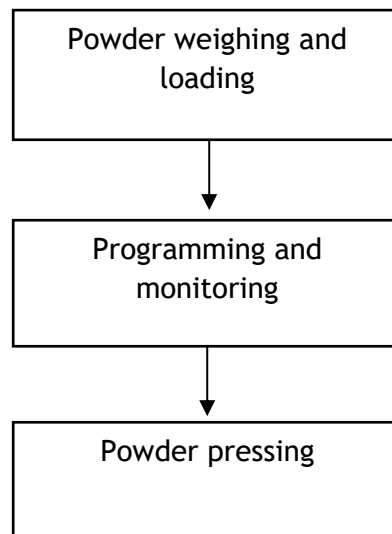 Powder weighing and
loading
Programming and
monitoring
Powder pressing